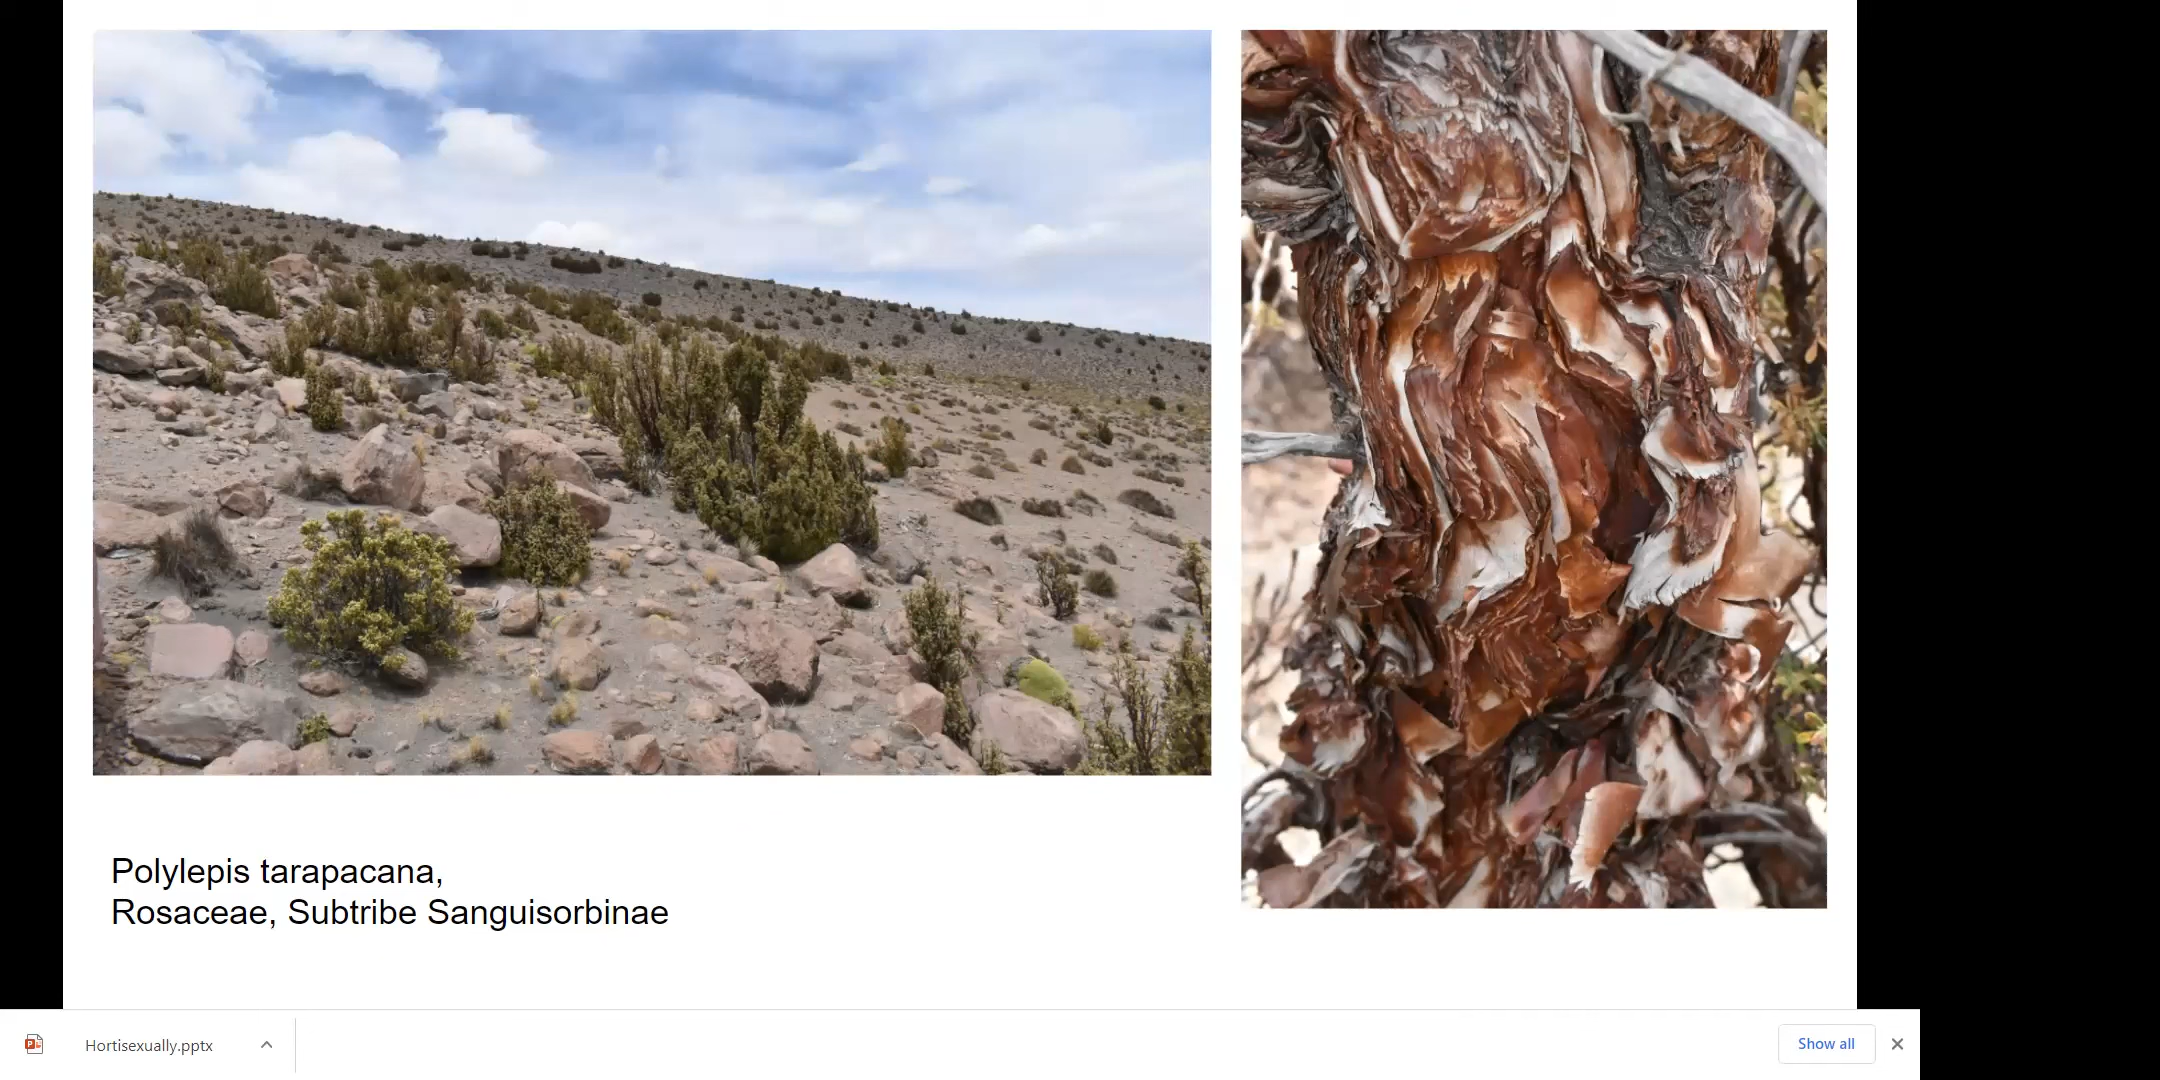 Polylepis tarapacana,
Rosaceae, Subtribe Sanguisorbinae
Hortisexually.pptx
Show all